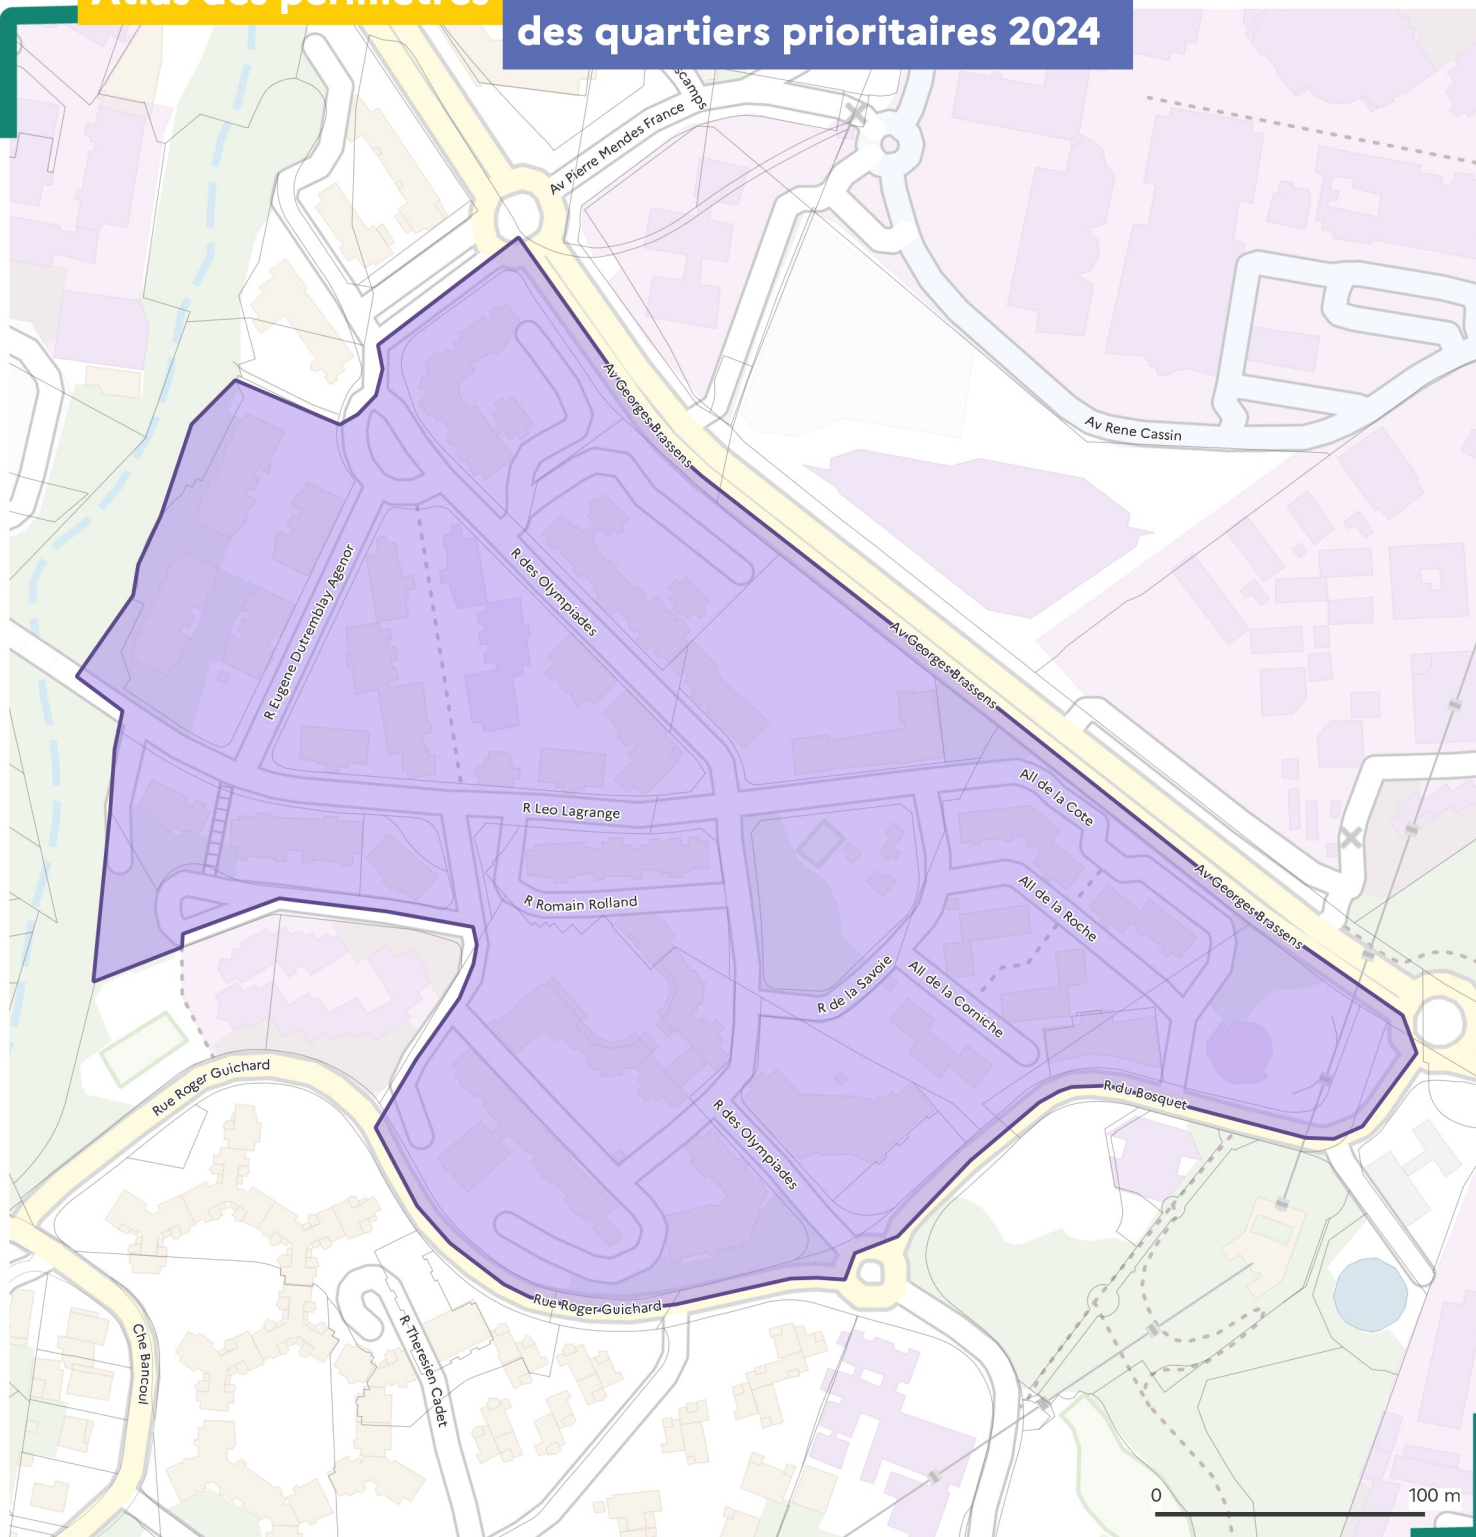 Atlas des périmètres
des quartiers prioritaires 2024
Av Pierre Mendes France
Av Georges Brassens
Av Rene Cassin
R Eugene Dutremblay Agenor
R des Olympiades
Av Georges Brassens
All de la Cote
R Leo Lagrange
Av Georges Brassens
All de la Roche
R Romain Rolland
R de la Savoie
All de la Corniche
Rue Roger Guichard
R du Bosquet
R des Olympiades
Rue Roger Guichard
R Theresien Cadet
Che Bancoul
0
100 m